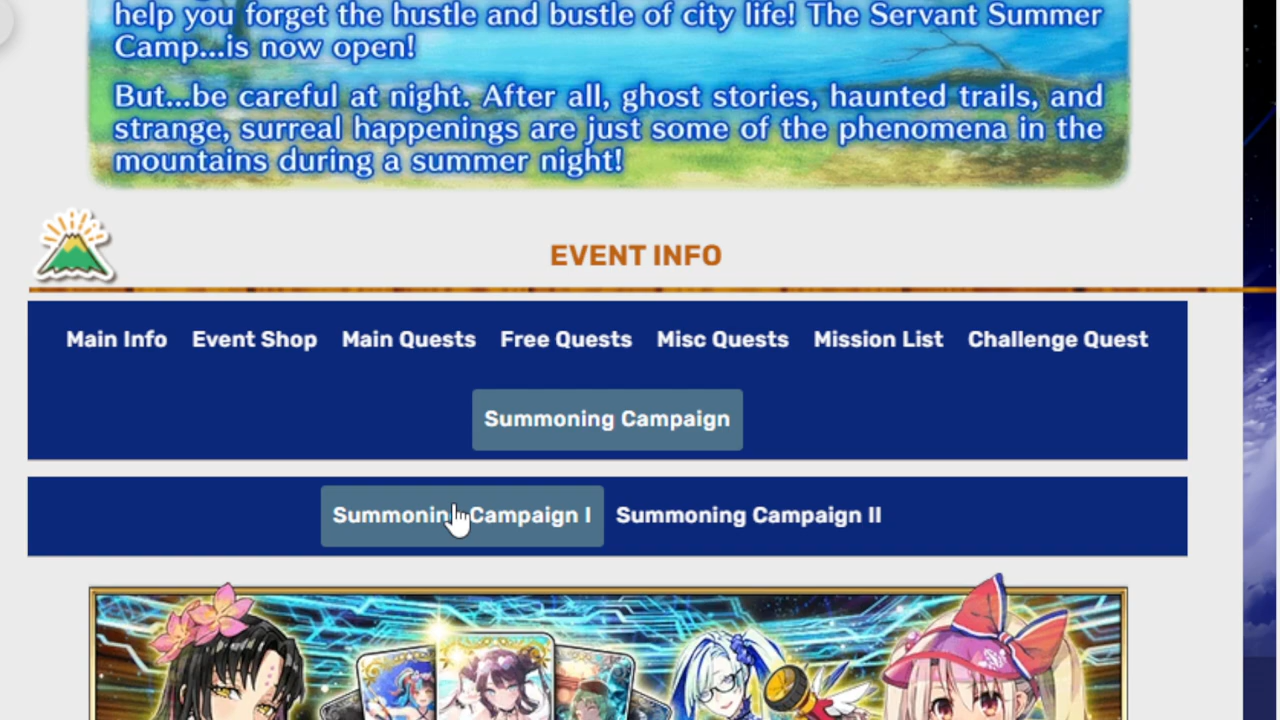 help you forget the hustle and bustle of city life! The Servant Summer
Camp...is now open!
But...be careful at night. After all, ghost stories, haunted trails, and
strange, surreal happenings are just some of the phenomena in the
mountains during a summer night!
EVENT INFO
Main Info Event Shop Main Quests Free Quests Misc Quests Mission List Challenge Quest
Summoning Campaign
Summoning Campaign I Summoning Campaign II